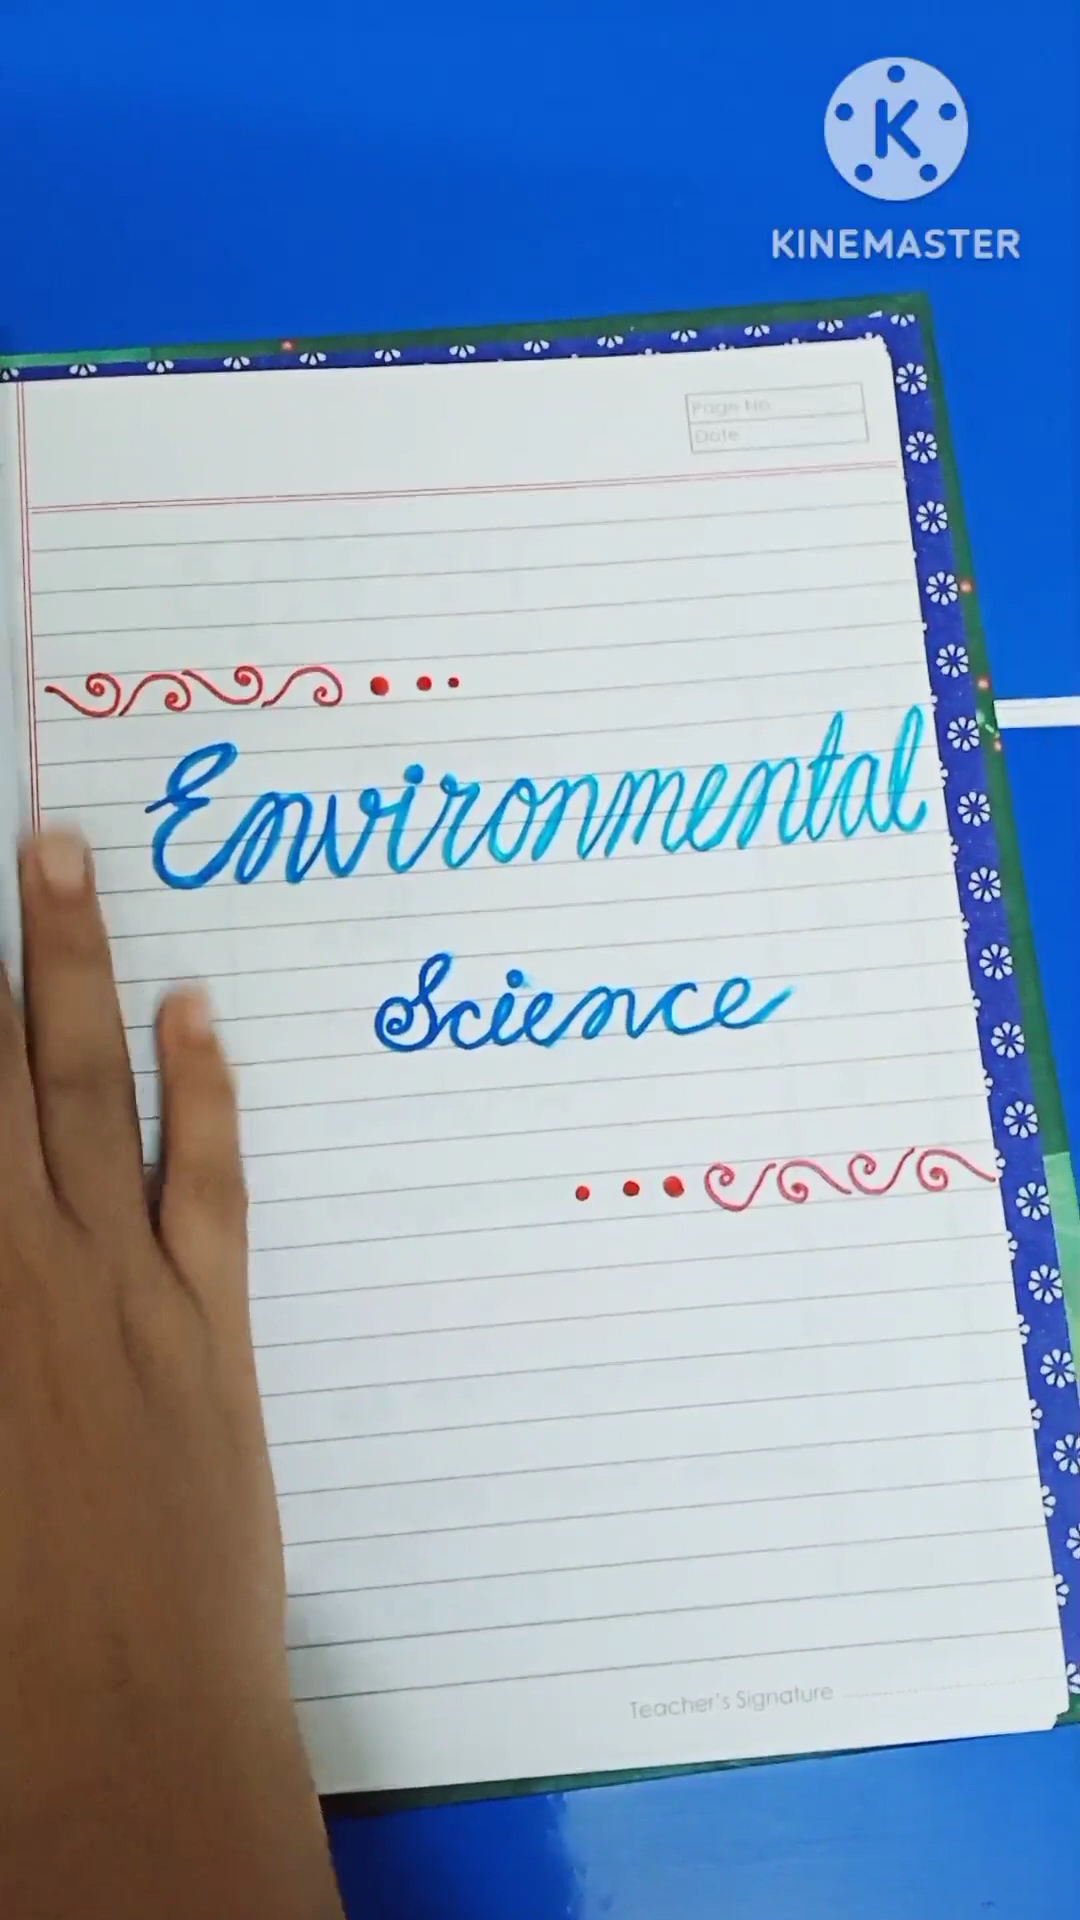 K
KINEMASTER
Page No.
Date
Environmental
Science
Teacher's Signature